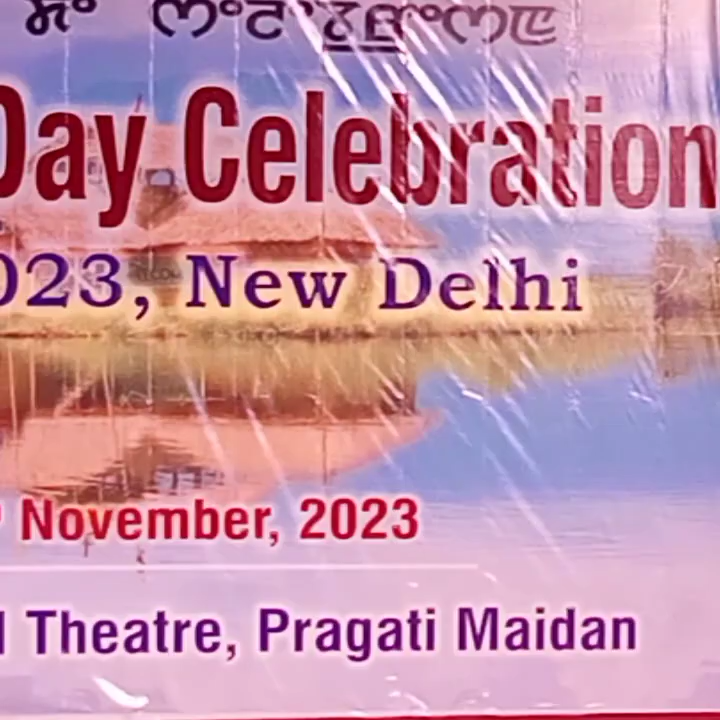 Day Celebration
023, New Delhi
November, 2023
Theatre, Pragati Maidan